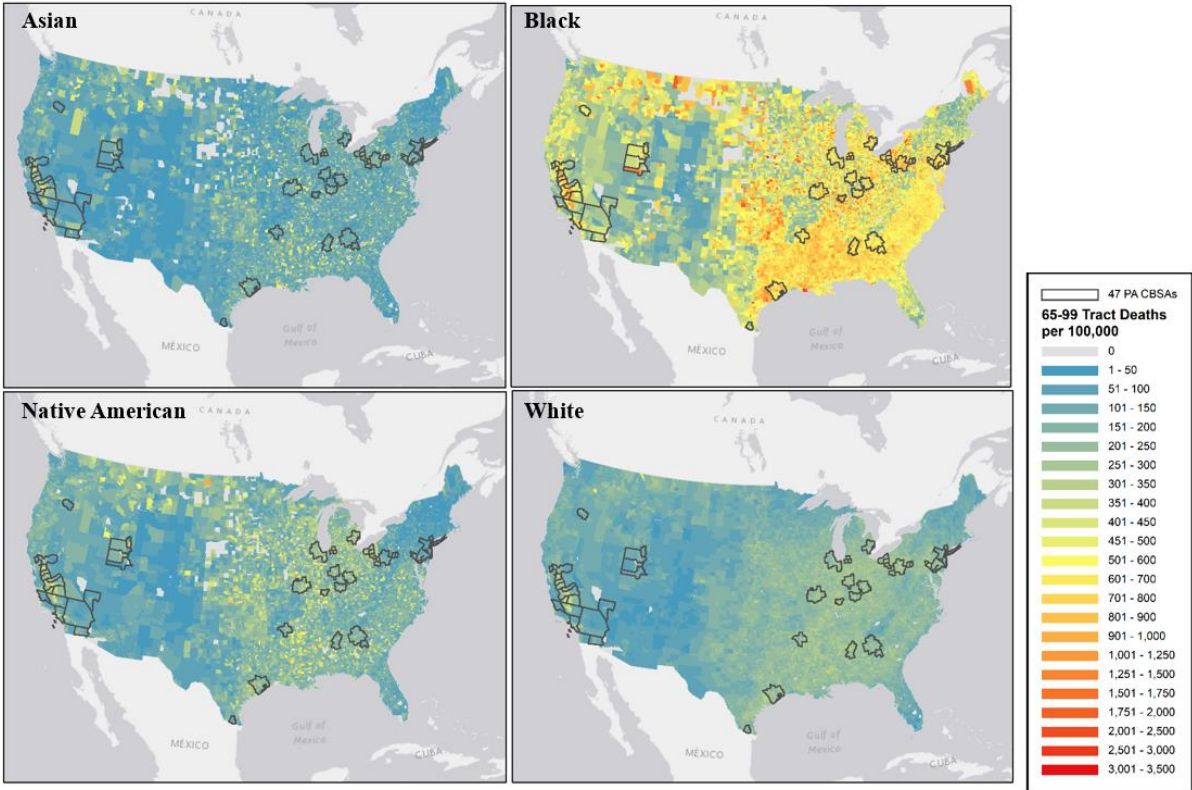 Asian
CANADA
Gulf of
Mexico
MÉXICO
CUBA
Black
CANADA
Gulf of
Mexico
MÉXICO
CUBA
Native American
CANADA
Gulf of
Mexico
MÉXICO
CUBA
White
CANADA
Gulf of
Mexico
MÉXICO
CUBA
47 PA CBSAs
65-99 Tract Deaths
per 100,000
0
1 - 50
51 - 100
101 - 150
151 - 200
201 - 250
251 - 300
301 - 350
351 - 400
401 - 450
451 - 500
501 - 600
601 - 700
701 - 800
801 - 900
901 - 1,000
1,001 - 1,250
1,251 - 1,500
1,501 - 1,750
1,751 - 2,000
2,001 - 2,500
2,501 - 3,000
3,001 - 3,500